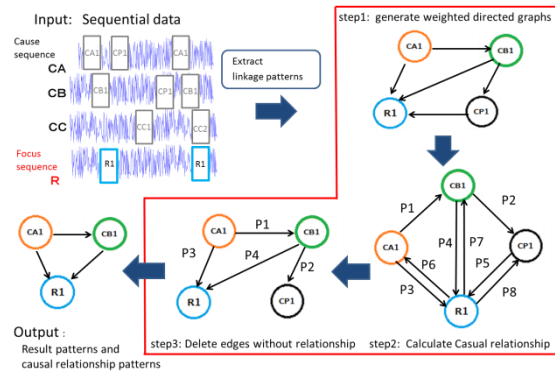 Input: Sequential data
Cause
sequence
CA
CB
CC
Focus
sequence
R
CA1
CP1
CA1
CB1
CP1
CB1
CC1
CC2
R1
R1
Extract
linkage patterns
step1: generate weighted directed graphs
CA1
CB1
R1
CP1
CB1
P1
P2
CA1
P4
P7
CP1
P6
P5
P3
P8
R1
step2: Calculate Casual relationship
CA1
P1
CB1
P3
P4
P2
R1
CP1
step3: Delete edges without relationship
CA1
CB1
R1
Output :
Result patterns and
causal relationship patterns